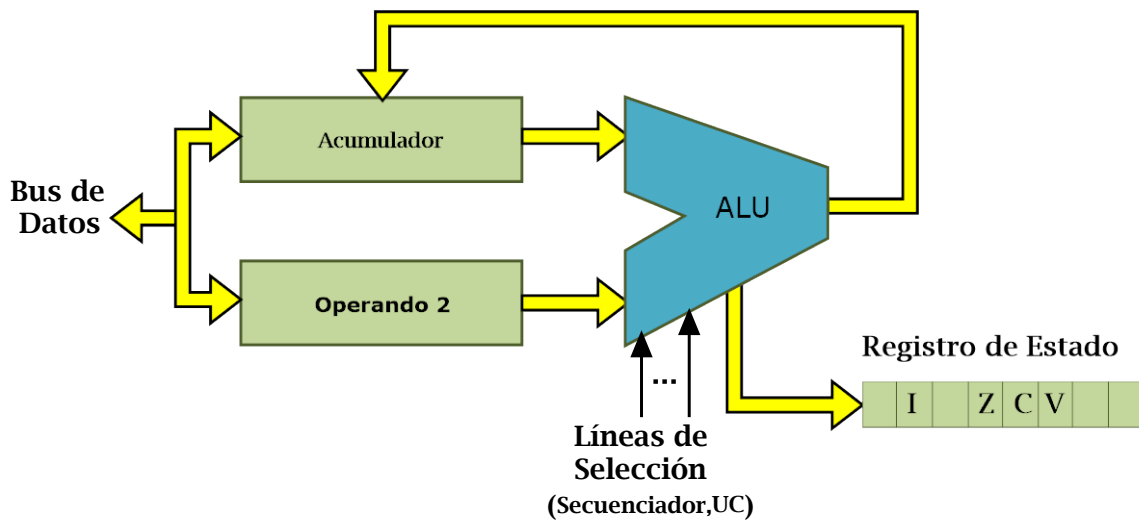 Acumulador
Bus de
Datos
ALU
Operando 2
Registro de Estado
I Z C V
...
Líneas de
Selección
(Secuenciador,UC)